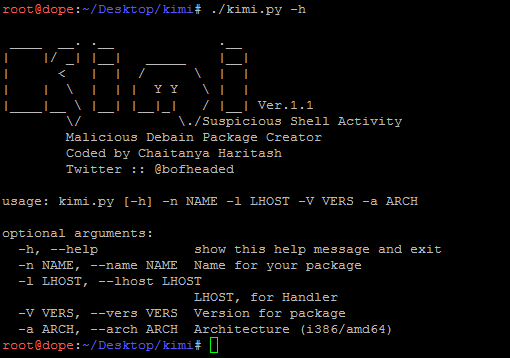 root@dope:~/Desktop/kimi# ./kimi.py -h
Ver.1.1
./Suspicious Shell Activity
Malicious Debain Package Creator
Coded by Chaitanya Haritash
Twitter :: @bofheaded
usage: kimi.py [-h] -n NAME -l LHOST -V VERS -a ARCH
optional arguments:
-h, --help show this help message and exit
-n NAME, --name NAME Name for your package
-l LHOST, --lhost LHOST
LHOST, for Handler
-V VERS, --vers VERS Version for package
-a ARCH, --arch ARCH Architecture (i386/amd64)
root@dope:~/Desktop/kimi#